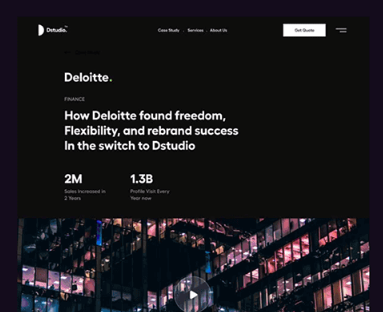 Dstudio.
Case Study . Services . About Us
Get Quote
Deloitte.
FINANCE
How Deloitte found freedom,
Flexibility, and rebrand success
In the switch to Dstudio
2M
Sales Increased in
2 Years
1.3B
Profile Visit Every
Year now